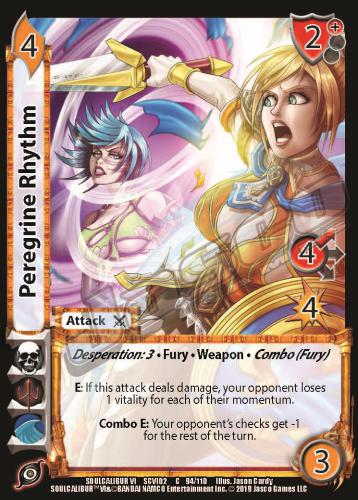 4
2
+
Peregrine Rhythm
4
4
Attack
Desperation: 3 • Fury • Weapon • Combo (Fury)
E: If this attack deals damage, your opponent loses
1 vitality for each of their momentum.
Combo E: Your opponent's checks get -1
for the rest of the turn.
3
SOULCALIBUR VI SCVI02 C 94/110 Illus. Jason Cardy
SOULCALIBUR™VI&©BANDAI NAMCO Entertainment Inc. ©2019 Jasco Games LLC